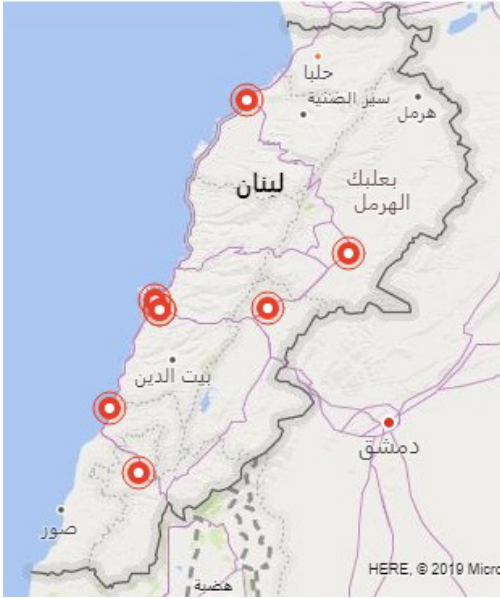 حلبا
سير الضنية
هرمل
لبنان
بعلبك
الهرمل
بيت الدين
دمشق
صور
HERE, © 2019 Micro
هضبة